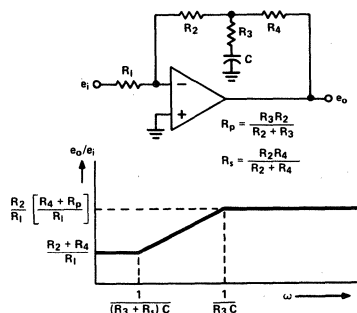 R2
R3
R4
C
R1
ei
−
+
eo
Rp = R3R2 / R2 + R3
Rs = R2R4 / R2 + R4
eo/ei
R2 / R1 [ R4 + Rp / R1 ]
R2 + R4 / R1
1 / (R3 + Rs) C
1 / R3 C
ω